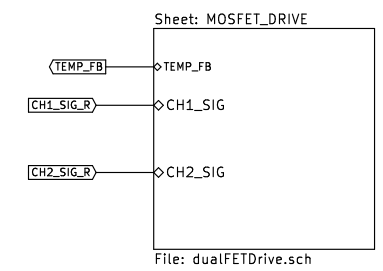 Sheet: MOSFET_DRIVE
TEMP_FB TEMP_FB
CH1_SIG_R CH1_SIG
CH2_SIG_R CH2_SIG
File: dualFETDrive.sch